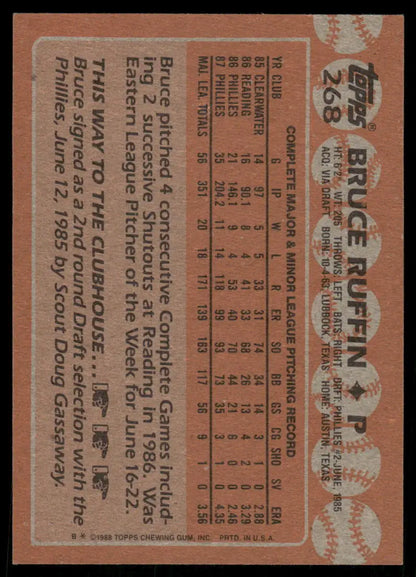 topps®
268
BRUCE RUFFIN ♦ P
HT: 6'2" WT: 205 THROWS: LEFT BATS: RIGHT DRFT: PHILLIES #2-JUNE, 1985
ACQ: VIA DRAFT BORN: 10-4-63, LUBBOCK, TEXAS HOME: AUSTIN, TEXAS
COMPLETE MAJOR & MINOR LEAGUE PITCHING RECORD
YR CLUB G IP W L R ER SO BB GS CG SHO SV ERA
85 CLEARWATER 14 97 5 5 33 31 74 34 14 3 1 0 2.88
86 READING 16 90.1 8 4 41 33 68 26 13 4 2 0 3.29
86 PHILLIES 21 146.1 9 4 53 40 70 44 21 6 0 0 2.46
87 PHILLIES 35 204.2 11 14 118 99 93 73 35 3 1 0 4.35
MAJ. LEA. TOTALS 56 351 20 18 171 139 163 117 56 9 1 0 3.56
Bruce pitched 4 consecutive Complete Games includ-
ing 2 successive Shutouts at Reading in 1986. Was
Eastern League Pitcher of the Week for June 16-22.
THIS WAY TO THE CLUBHOUSE...
Bruce signed as a 2nd round Draft selection with the
Phillies, June 12, 1985 by Scout Doug Gassaway.
B * ©1988 TOPPS CHEWING GUM, INC. PRTD. IN U.S.A.